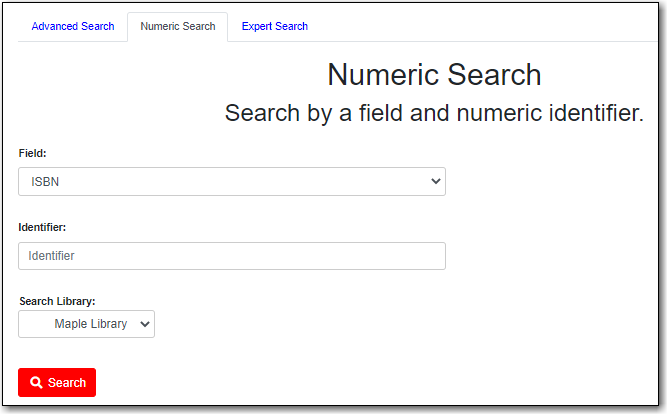 Advanced Search Numeric Search Expert Search
Numeric Search
Search by a field and numeric identifier.
Field:
ISBN
Identifier:
Identifier
Search Library:
Maple Library
Search